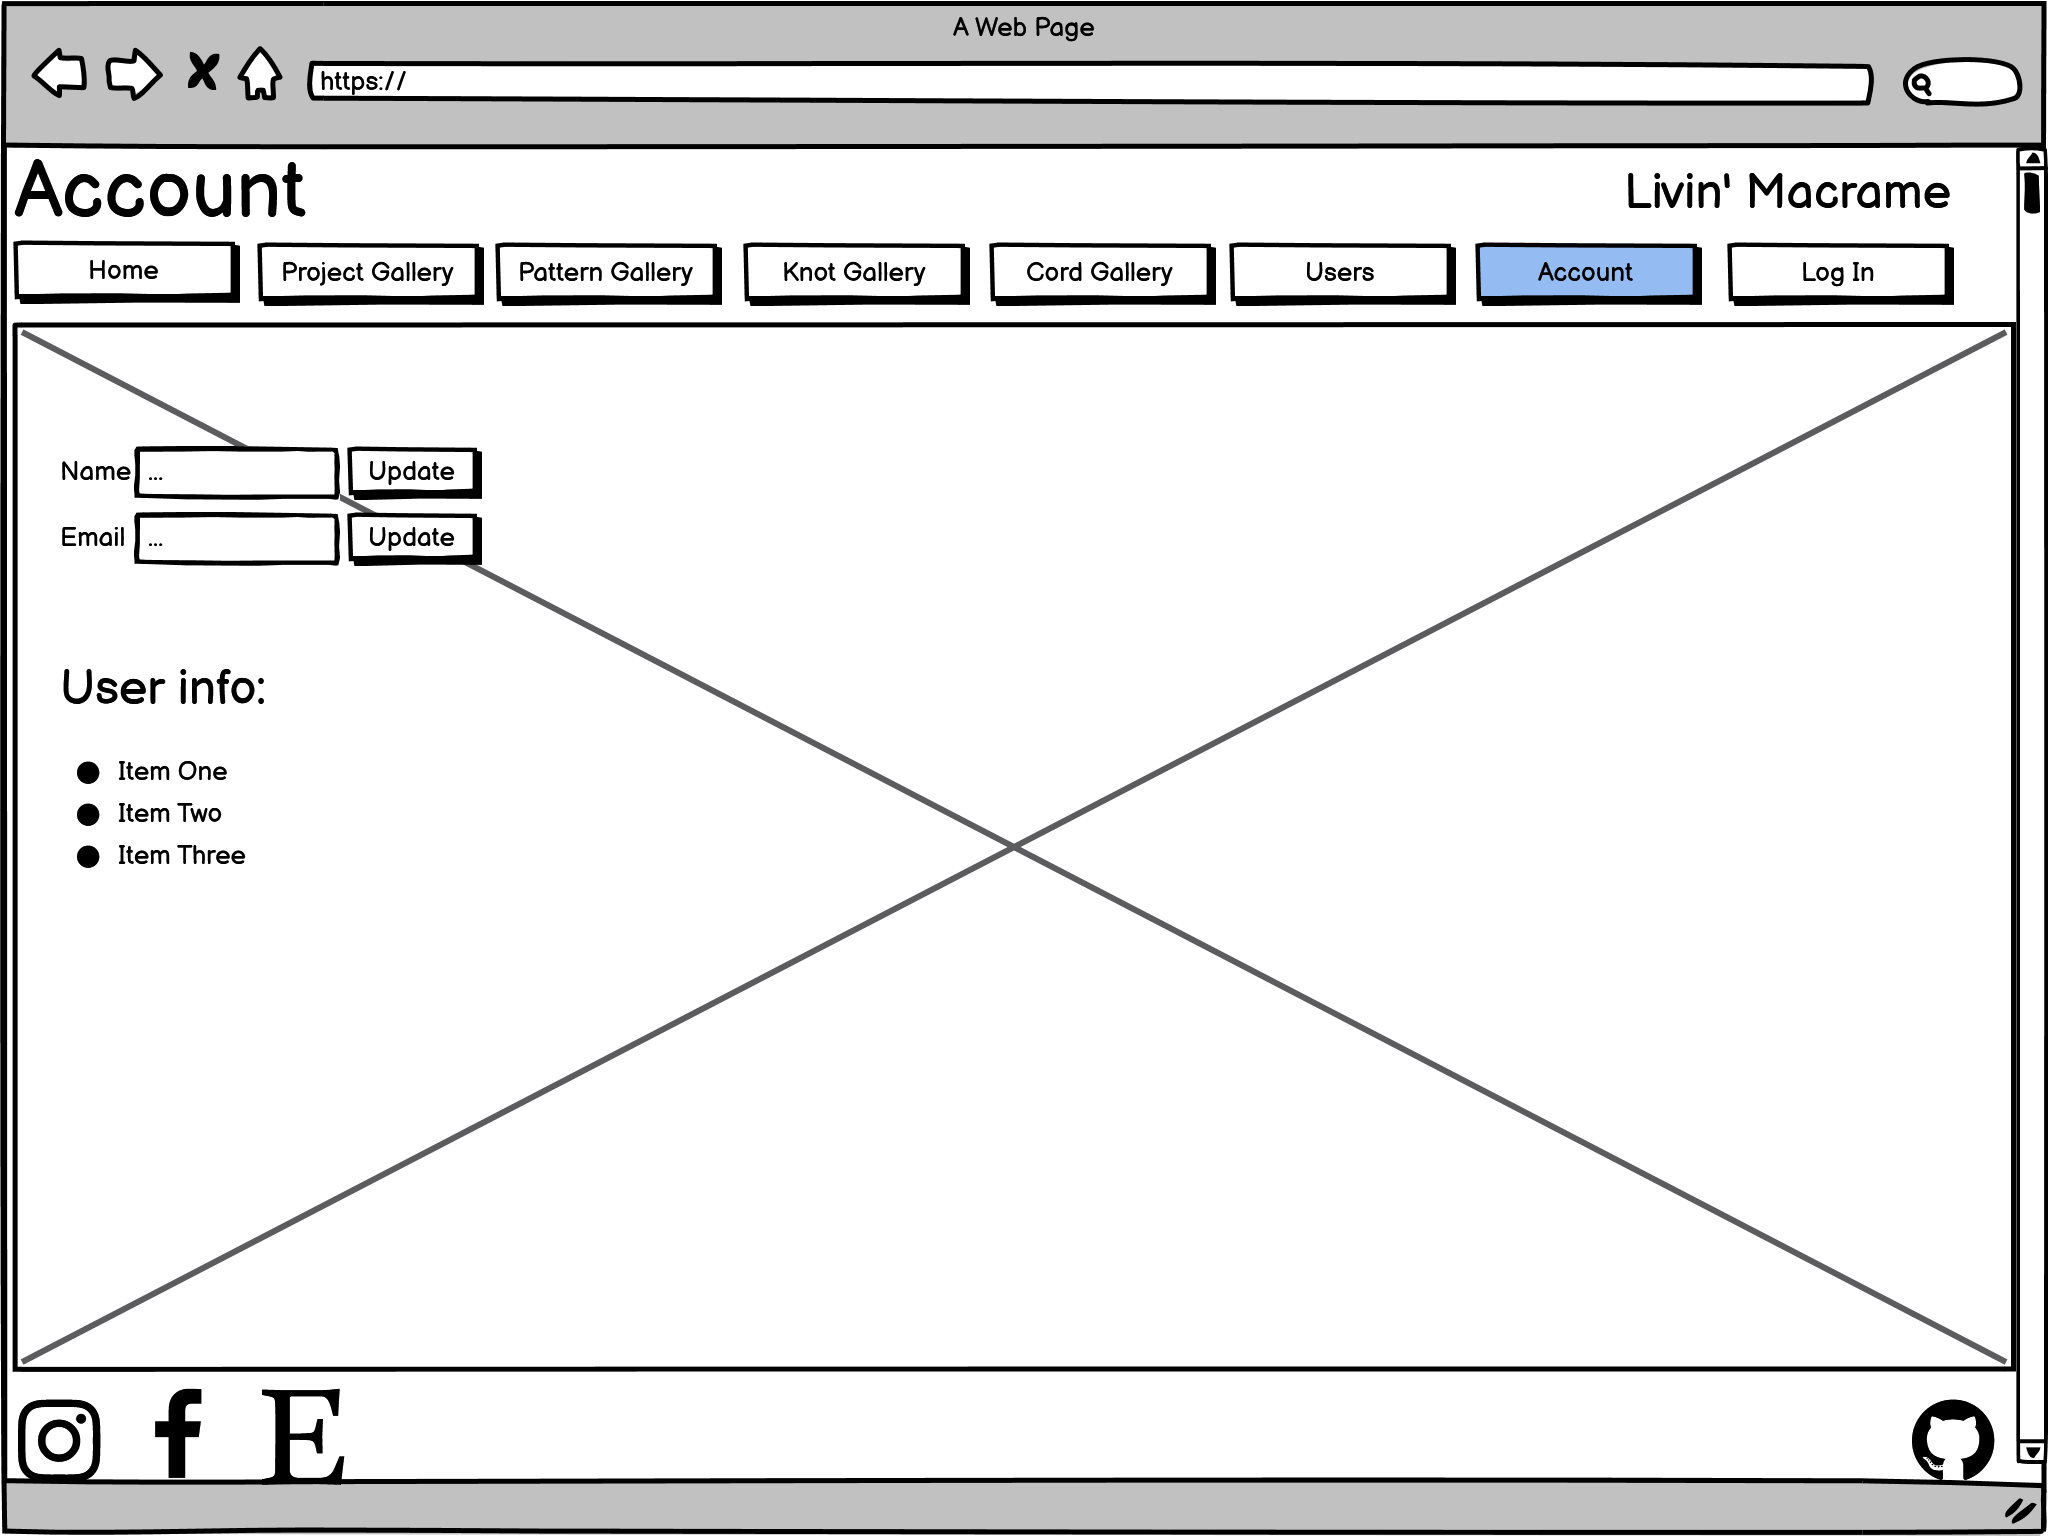 A Web Page
https://
Account
Livin' Macrame
Home
Project Gallery
Pattern Gallery
Knot Gallery
Cord Gallery
Users
Account
Log In
Name ... Update
Email ... Update
User info:
Item One
Item Two
Item Three
E